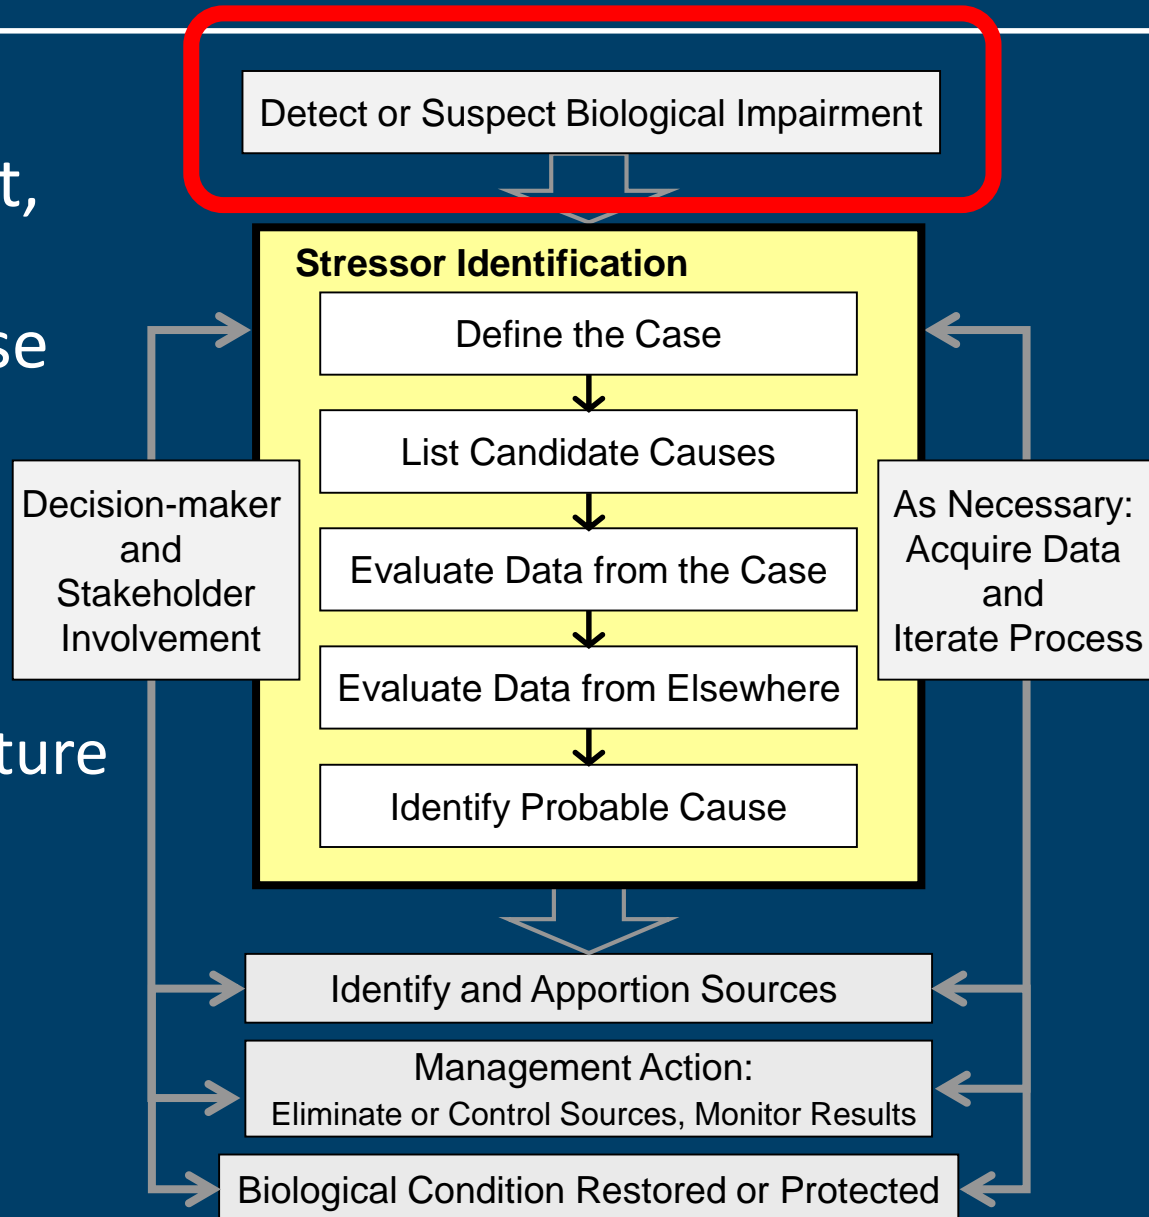 Detect or Suspect Biological Impairment
t,
se
ture
Stressor Identification
Define the Case
List Candidate Causes
Evaluate Data from the Case
Evaluate Data from Elsewhere
Identify Probable Cause
Decision-maker
and
Stakeholder
Involvement
As Necessary:
Acquire Data
and
Iterate Process
Identify and Apportion Sources
Management Action:
Eliminate or Control Sources, Monitor Results
Biological Condition Restored or Protected